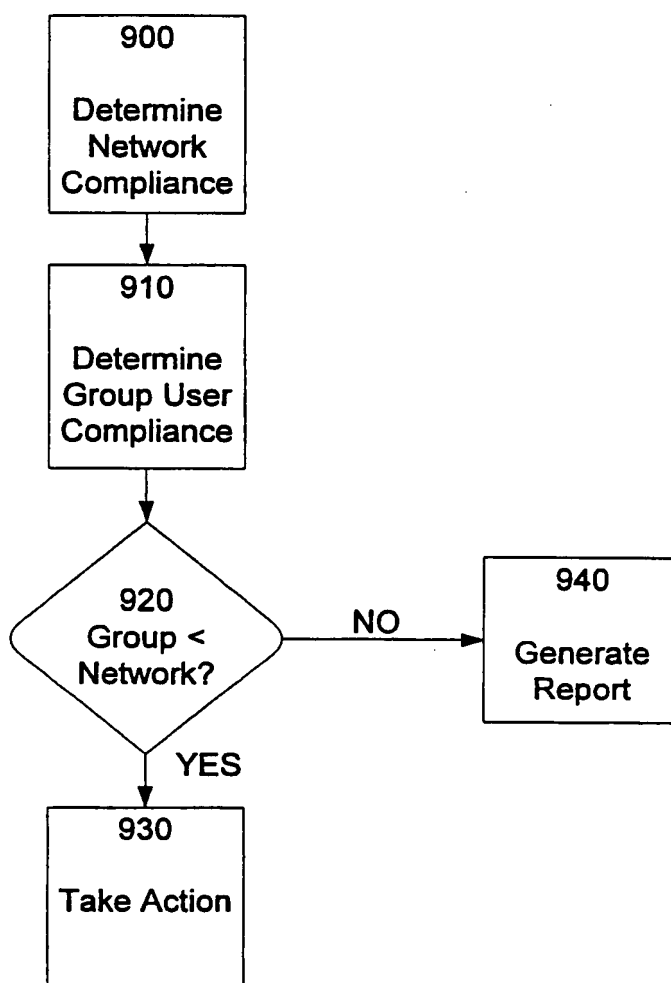 900
Determine
Network
Compliance
910
Determine
Group User
Compliance
920
Group <
Network?
NO
940
Generate
Report
YES
930
Take Action